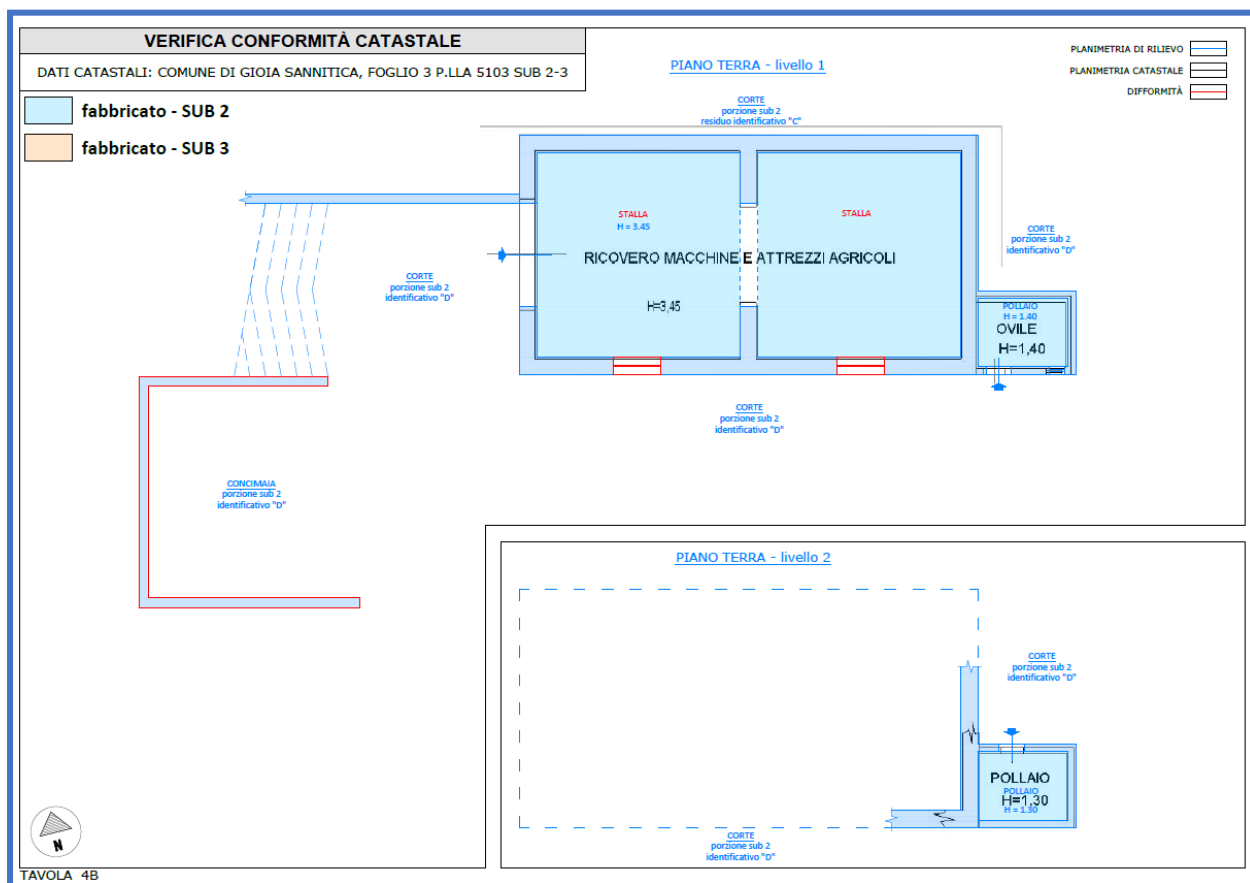 VERIFICA CONFORMITÀ CATASTALE
DATI CATASTALI: COMUNE DI GIOIA SANNITICA, FOGLIO 3 P.LLA 5103 SUB 2-3
fabbricato - SUB 2
fabbricato - SUB 3
PIANO TERRA - livello 1
PLANIMETRIA DI RILIEVO
PLANIMETRIA CATASTALE
DIFFORMITÀ
CORTE
porzione sub 2
residuo identificativo "C"
STALLA
H = 3.45
STALLA
RICOVERO MACCHINE E ATTREZZI AGRICOLI
H=3,45
CORTE
porzione sub 2
identificativo "D"
CORTE
porzione sub 2
identificativo "D"
POLLAIO
H = 1.40
OVILE
H=1,40
CORTE
porzione sub 2
identificativo "D"
CONCIMAIA
porzione sub 2
identificativo "D"
PIANO TERRA - livello 2
CORTE
porzione sub 2
identificativo "D"
POLLAIO
POLLAIO
H=1,30
H = 1.30
CORTE
porzione sub 2
identificativo "D"
N
TAVOLA 4B